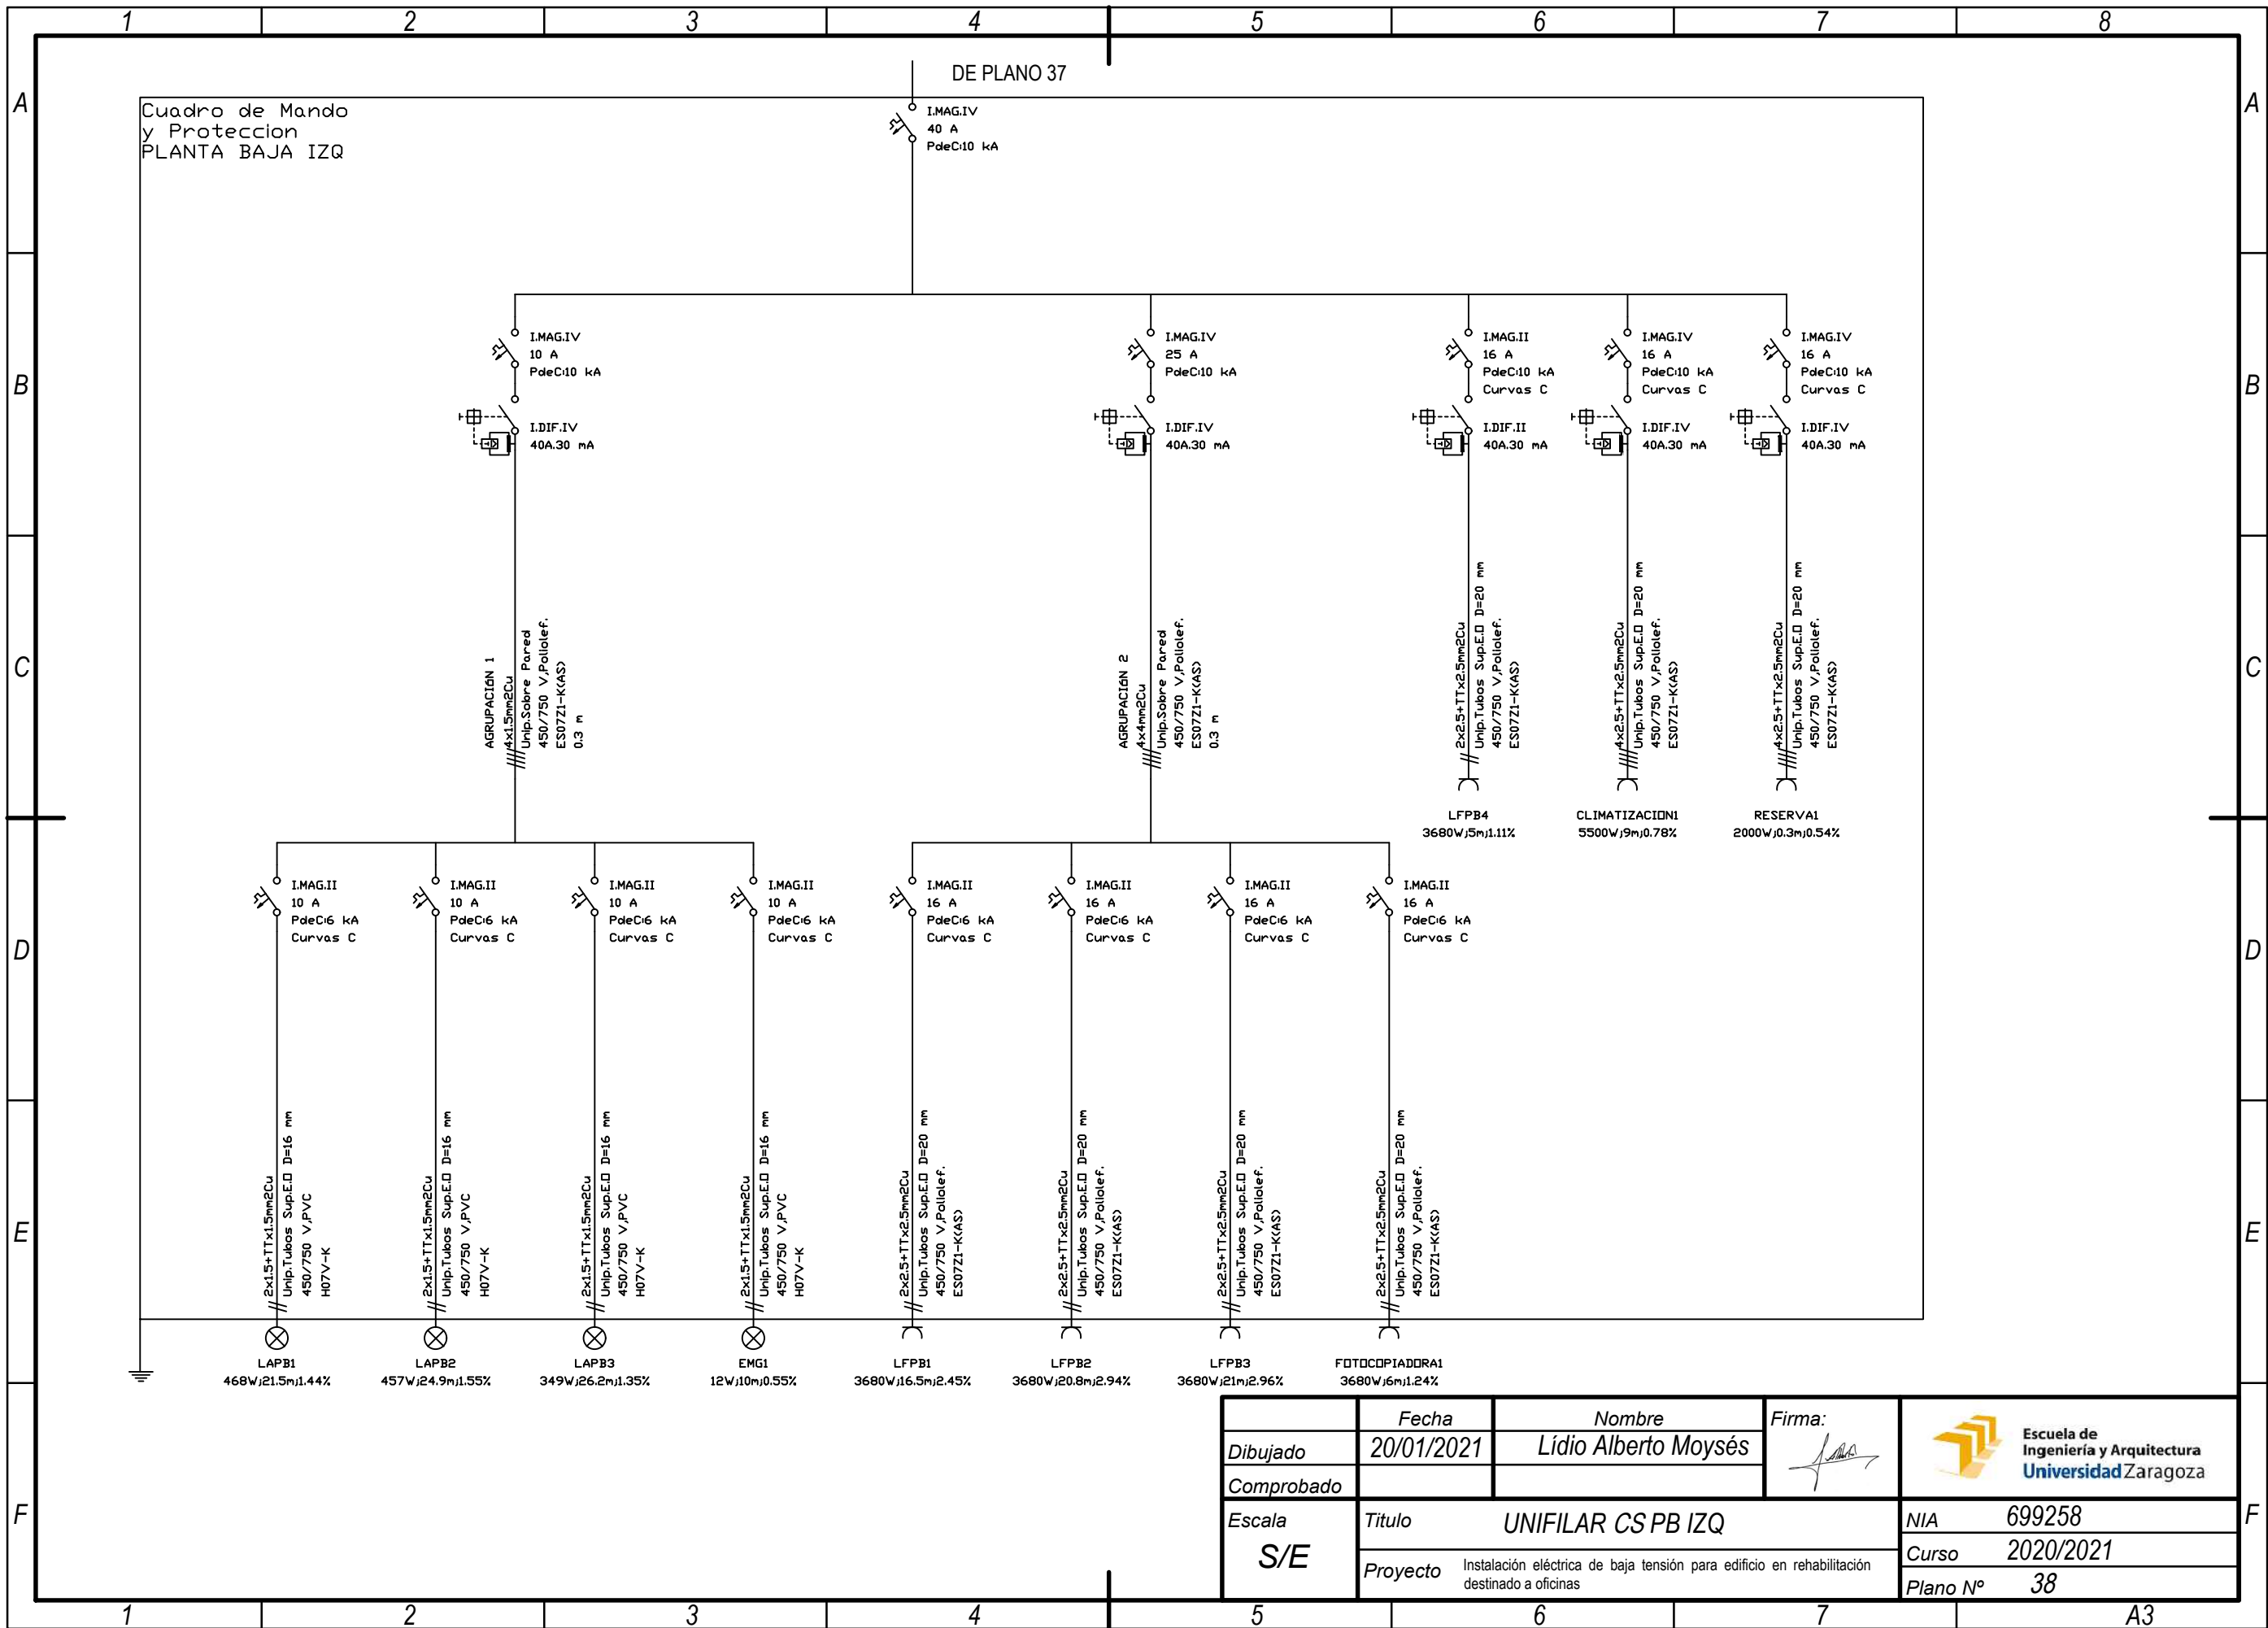 1 2 3 4 5 6 7 8
A A
B B
C C
D D
E E
F F
DE PLANO 37
Cuadro de Mando
y Proteccion
PLANTA BAJA IZQ
I.MAG.IV
40 A
PdeC:10 kA
I.MAG.IV
10 A
PdeC:10 kA
I.DIF.IV
40A.30 mA
I.MAG.IV
25 A
PdeC:10 kA
I.DIF.IV
40A.30 mA
I.MAG.II
16 A
PdeC:10 kA
Curvas C
I.DIF.II
40A.30 mA
I.MAG.IV
16 A
PdeC:10 kA
Curvas C
I.DIF.IV
40A.30 mA
I.MAG.IV
16 A
PdeC:10 kA
Curvas C
I.DIF.IV
40A.30 mA
AGRUPACIÓN 1
4x1.5mm2Cu
Unip.Sobre Pared
450/750 V,Poliolef.
ES07Z1-K(AS)
0.3 m
AGRUPACIÓN 2
4x4mm2Cu
Unip.Sobre Pared
450/750 V,Poliolef.
ES07Z1-K(AS)
0.3 m
2x2.5+TTx2.5mm2Cu
Unip.Tubos Sup.E.O D=20 mm
450/750 V,Poliolef.
ES07Z1-K(AS)
LFPB4
3680W;5m;1.11%
4x2.5+TTx2.5mm2Cu
Unip.Tubos Sup.E.O D=20 mm
450/750 V,Poliolef.
ES07Z1-K(AS)
CLIMATIZACION1
5500W;9m;0.78%
4x2.5+TTx2.5mm2Cu
Unip.Tubos Sup.E.O D=20 mm
450/750 V,Poliolef.
ES07Z1-K(AS)
RESERVA1
2000W;0.3m;0.54%
I.MAG.II
10 A
PdeC:6 kA
Curvas C
2x1.5+TTx1.5mm2Cu
Unip.Tubos Sup.E.O D=16 mm
450/750 V,PVC
H07V-K
LAPB1
468W;21.5m;1.44%
I.MAG.II
10 A
PdeC:6 kA
Curvas C
2x1.5+TTx1.5mm2Cu
Unip.Tubos Sup.E.O D=16 mm
450/750 V,PVC
H07V-K
LAPB2
457W;24.9m;1.55%
I.MAG.II
10 A
PdeC:6 kA
Curvas C
2x1.5+TTx1.5mm2Cu
Unip.Tubos Sup.E.O D=16 mm
450/750 V,PVC
H07V-K
LAPB3
349W;26.2m;1.35%
I.MAG.II
10 A
PdeC:6 kA
Curvas C
2x1.5+TTx1.5mm2Cu
Unip.Tubos Sup.E.O D=16 mm
450/750 V,PVC
H07V-K
EMG1
12W;10m;0.55%
I.MAG.II
16 A
PdeC:6 kA
Curvas C
2x2.5+TTx2.5mm2Cu
Unip.Tubos Sup.E.O D=20 mm
450/750 V,Poliolef.
ES07Z1-K(AS)
LFPB1
3680W;16.5m;2.45%
I.MAG.II
16 A
PdeC:6 kA
Curvas C
2x2.5+TTx2.5mm2Cu
Unip.Tubos Sup.E.O D=20 mm
450/750 V,Poliolef.
ES07Z1-K(AS)
LFPB2
3680W;20.8m;2.94%
I.MAG.II
16 A
PdeC:6 kA
Curvas C
2x2.5+TTx2.5mm2Cu
Unip.Tubos Sup.E.O D=20 mm
450/750 V,Poliolef.
ES07Z1-K(AS)
LFPB3
3680W;21m;2.96%
I.MAG.II
16 A
PdeC:6 kA
Curvas C
2x2.5+TTx2.5mm2Cu
Unip.Tubos Sup.E.O D=20 mm
450/750 V,Poliolef.
ES07Z1-K(AS)
FOTOCOPIADORA1
3680W;6m;1.24%
Fecha Nombre Firma:
Dibujado 20/01/2021 Lídio Alberto Moysés
Comprobado
Escuela de
Ingeniería y Arquitectura
Universidad Zaragoza
Escala
S/E
Titulo UNIFILAR CS PB IZQ
Proyecto Instalación eléctrica de baja tensión para edificio en rehabilitación
destinado a oficinas
NIA 699258
Curso 2020/2021
Plano Nº 38
1 2 3 4 5 6 7 A3